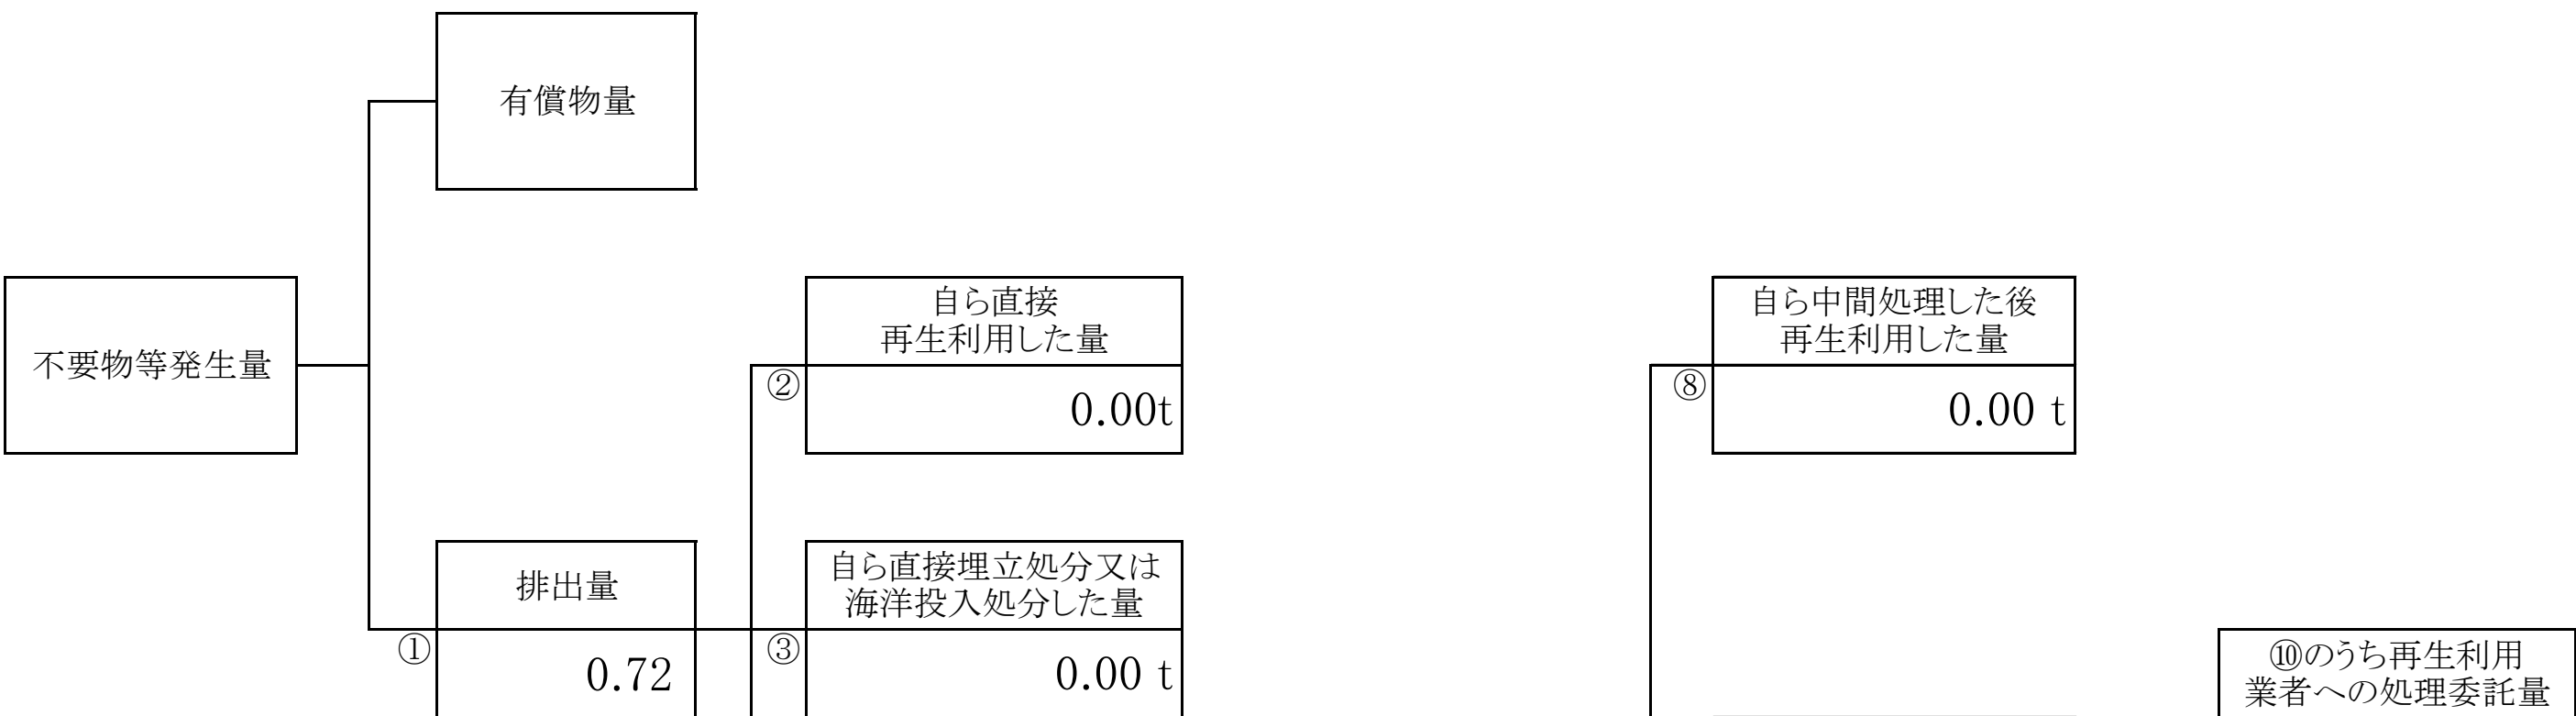 有償物量
不要物等発生量
自ら直接
再生利用した量
②
0.00t
自ら中間処理した後
再生利用した量
⑧
0.00 t
排出量
①
0.72
自ら直接埋立処分又は
海洋投入処分した量
③
0.00 t
⑩のうち再生利用
業者への処理委託量